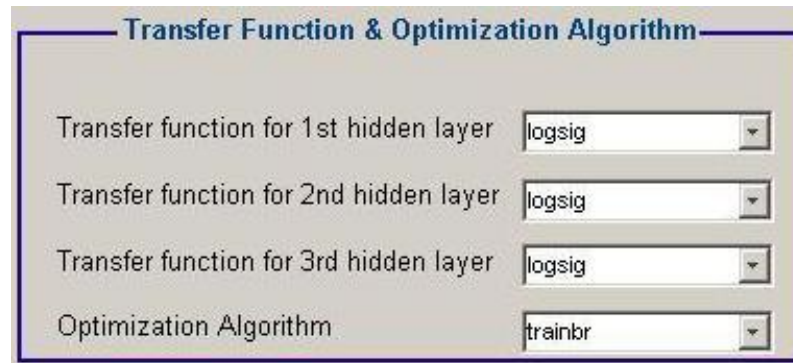 Transfer Function & Optimization Algorithm
Transfer function for 1st hidden layer logsig
Transfer function for 2nd hidden layer logsig
Transfer function for 3rd hidden layer logsig
Optimization Algorithm trainbr